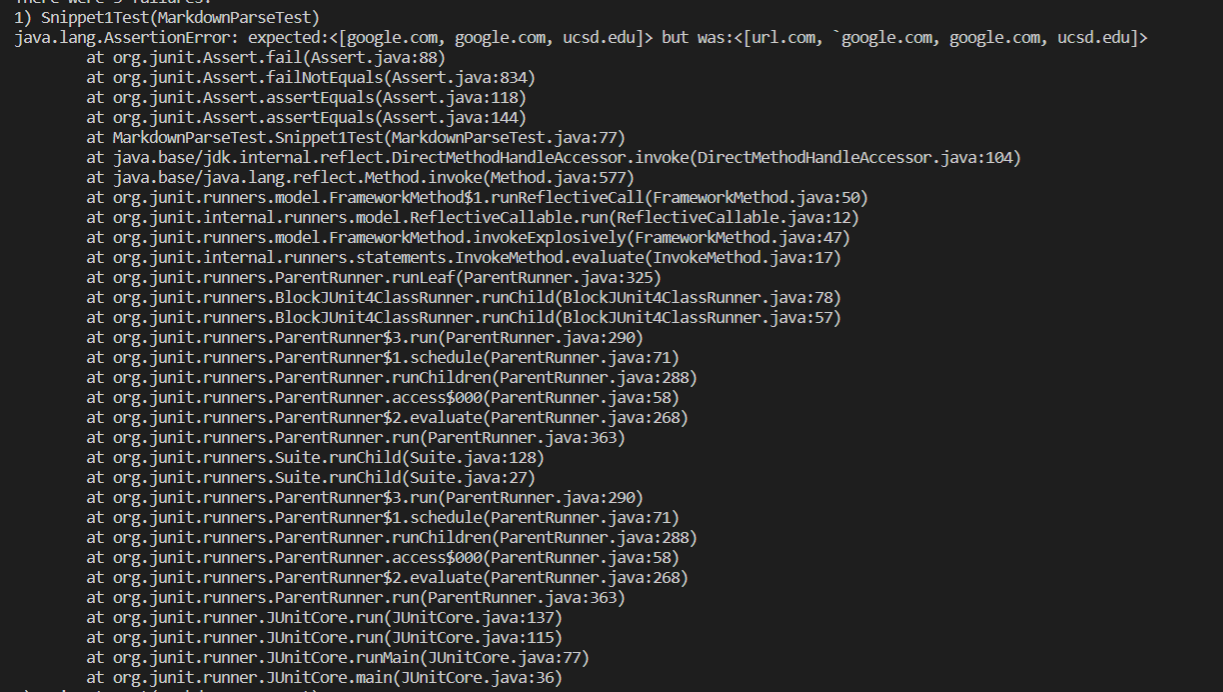 There were 3 failures:
1) Snippet1Test(MarkdownParseTest)
java.lang.AssertionError: expected:<[google.com, google.com, ucsd.edu]> but was:<[url.com, `google.com, google.com, ucsd.edu]>
        at org.junit.Assert.fail(Assert.java:88)
        at org.junit.Assert.failNotEquals(Assert.java:834)
        at org.junit.Assert.assertEquals(Assert.java:118)
        at org.junit.Assert.assertEquals(Assert.java:144)
        at MarkdownParseTest.Snippet1Test(MarkdownParseTest.java:77)
        at java.base/jdk.internal.reflect.DirectMethodHandleAccessor.invoke(DirectMethodHandleAccessor.java:104)
        at java.base/java.lang.reflect.Method.invoke(Method.java:577)
        at org.junit.runners.model.FrameworkMethod$1.runReflectiveCall(FrameworkMethod.java:50)
        at org.junit.internal.runners.model.ReflectiveCallable.run(ReflectiveCallable.java:12)
        at org.junit.runners.model.FrameworkMethod.invokeExplosively(FrameworkMethod.java:47)
        at org.junit.internal.runners.statements.InvokeMethod.evaluate(InvokeMethod.java:17)
        at org.junit.runners.ParentRunner.runLeaf(ParentRunner.java:325)
        at org.junit.runners.BlockJUnit4ClassRunner.runChild(BlockJUnit4ClassRunner.java:78)
        at org.junit.runners.BlockJUnit4ClassRunner.runChild(BlockJUnit4ClassRunner.java:57)
        at org.junit.runners.ParentRunner$3.run(ParentRunner.java:290)
        at org.junit.runners.ParentRunner$1.schedule(ParentRunner.java:71)
        at org.junit.runners.ParentRunner.runChildren(ParentRunner.java:288)
        at org.junit.runners.ParentRunner.access$000(ParentRunner.java:58)
        at org.junit.runners.ParentRunner$2.evaluate(ParentRunner.java:268)
        at org.junit.runners.ParentRunner.run(ParentRunner.java:363)
        at org.junit.runners.Suite.runChild(Suite.java:128)
        at org.junit.runners.Suite.runChild(Suite.java:27)
        at org.junit.runners.ParentRunner$3.run(ParentRunner.java:290)
        at org.junit.runners.ParentRunner$1.schedule(ParentRunner.java:71)
        at org.junit.runners.ParentRunner.runChildren(ParentRunner.java:288)
        at org.junit.runners.ParentRunner.access$000(ParentRunner.java:58)
        at org.junit.runners.ParentRunner$2.evaluate(ParentRunner.java:268)
        at org.junit.runners.ParentRunner.run(ParentRunner.java:363)
        at org.junit.runner.JUnitCore.run(JUnitCore.java:137)
        at org.junit.runner.JUnitCore.run(JUnitCore.java:115)
        at org.junit.runner.JUnitCore.runMain(JUnitCore.java:77)
        at org.junit.runner.JUnitCore.main(JUnitCore.java:36)